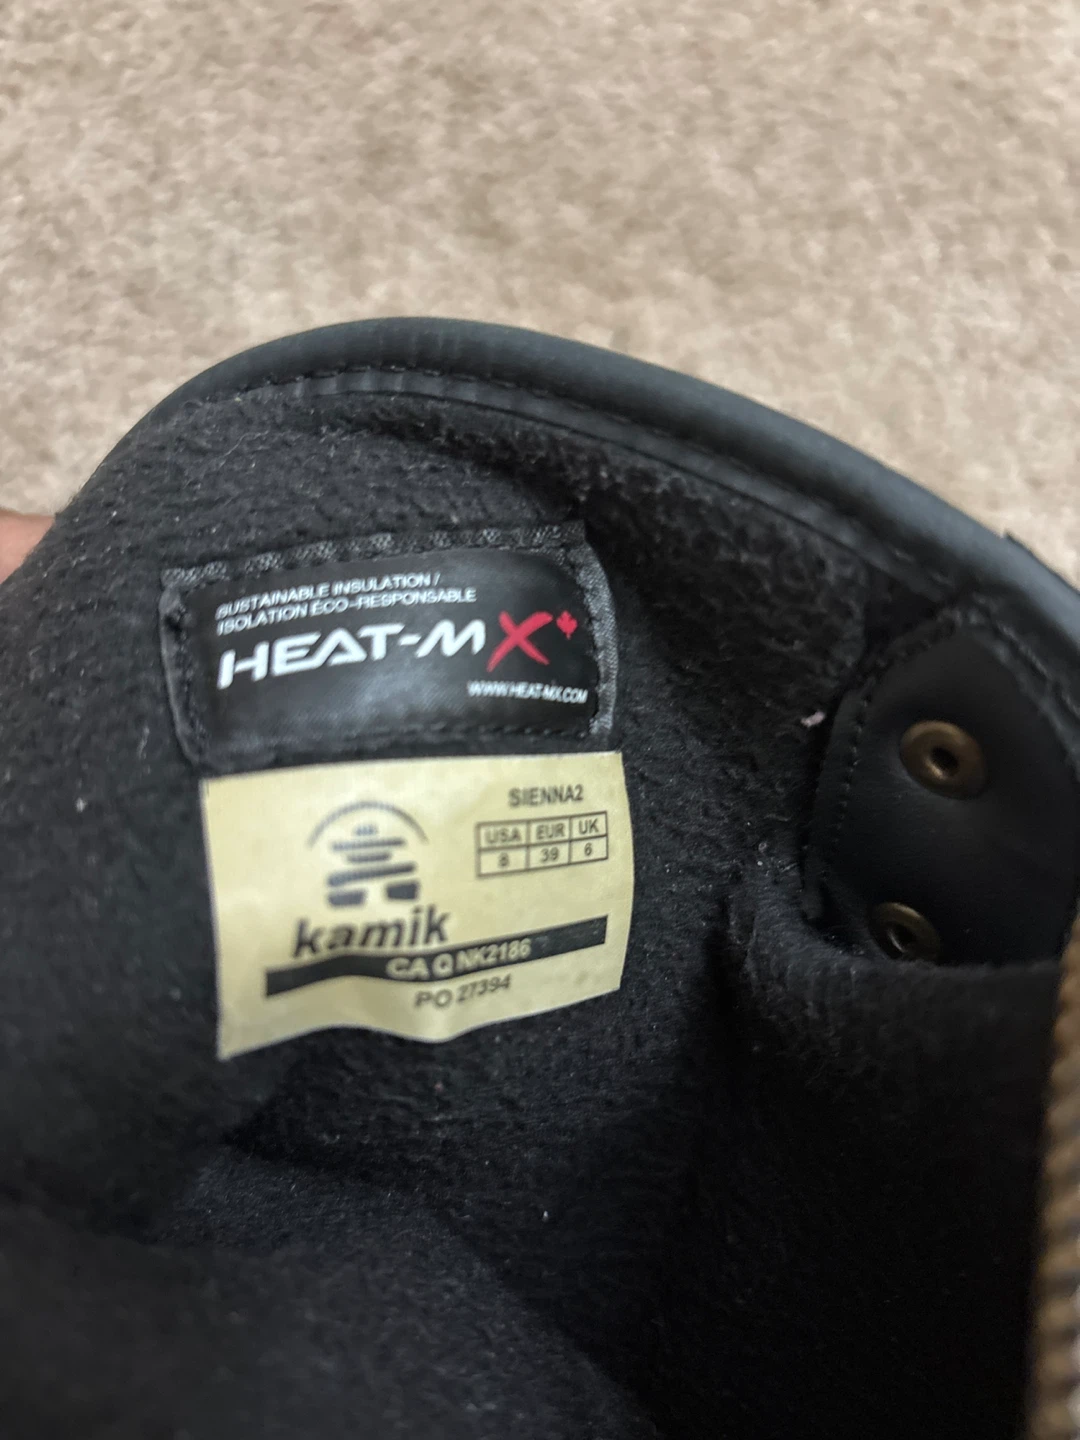 SUSTAINABLE INSULATION /
ISOLATION ÉCO-RESPONSABLE
HEAT-MX
WWW.HEAT-MX.COM
SIENNA2
USA EUR UK
8 39 6
kamik
CA Q NK2186
PO 27394